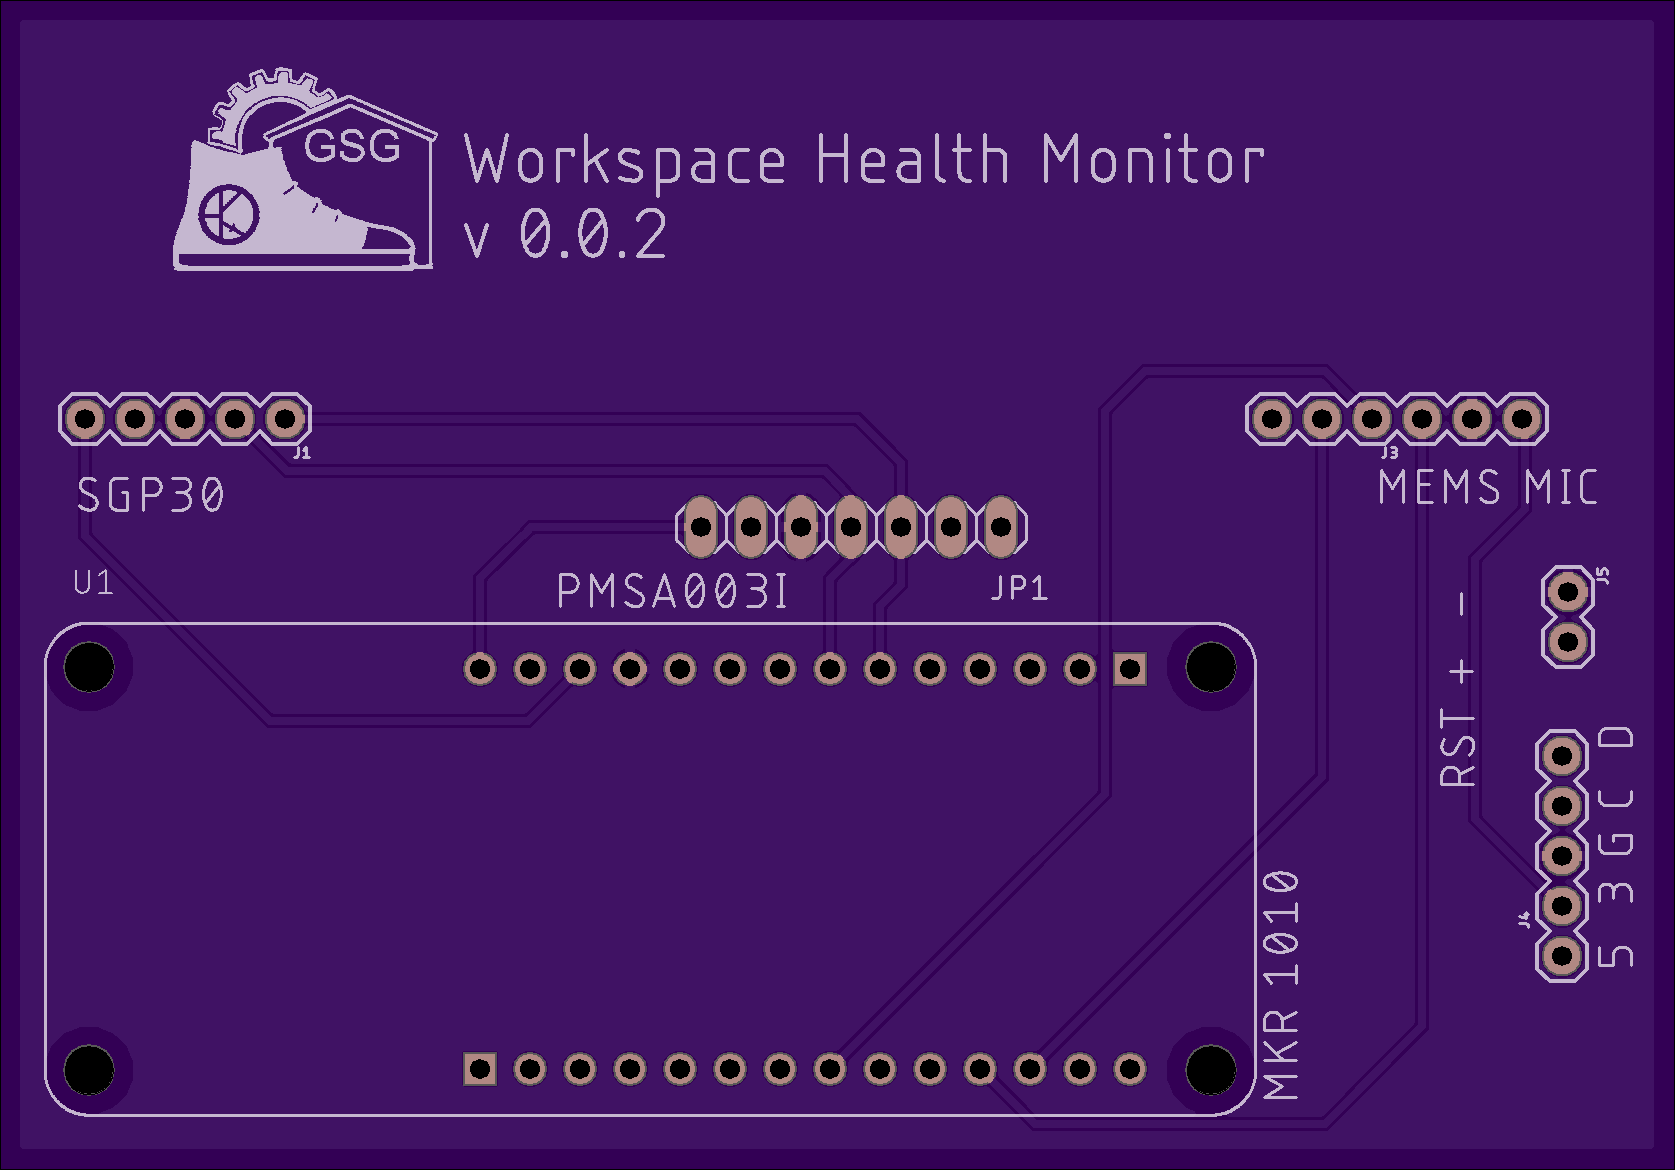 GSG
Workspace Health Monitor
v 0.0.2
J1
SGP30
J3
MEMS MIC
U1
PMSA003I
JP1
J5
RST + -
D
C
G
3
5
J4
MKR 1010